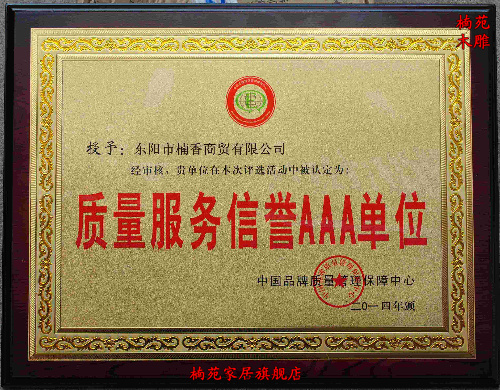 楠苑
木雕
授予：东阳市楠香商贸有限公司
经审核，贵单位在本次评选活动中被认定为：
质量服务信誉AAA单位
中国品牌质量管理保障中心
二〇一四年颁
楠苑家居旗舰店